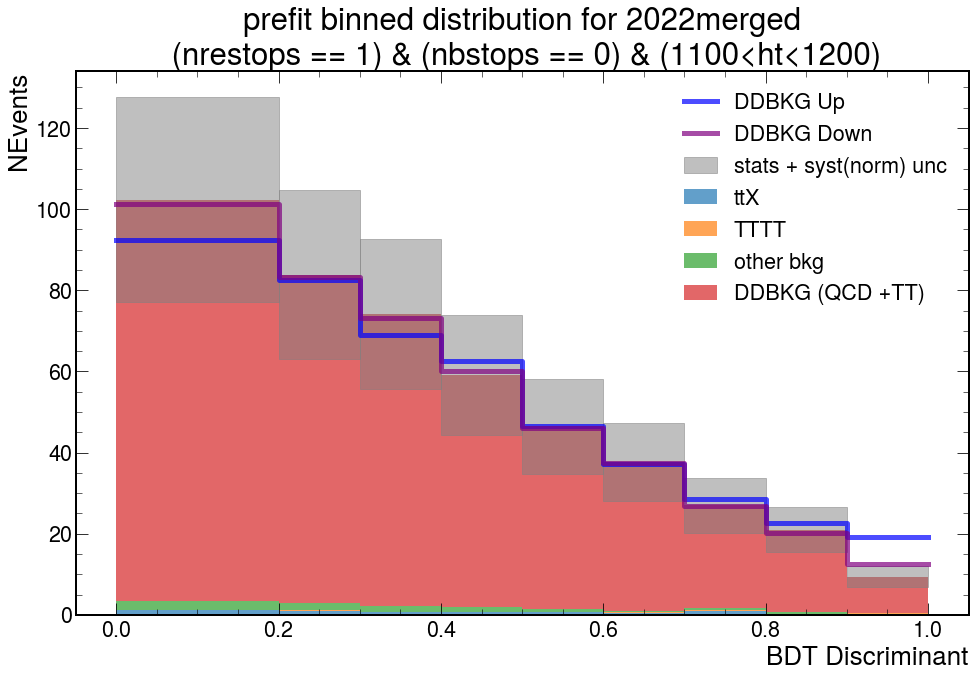 prefit binned distribution for 2022merged
(nrestops == 1) & (nbstops == 0) & (1100<ht<1200)
NEvents
DDBKG Up
DDBKG Down
stats + syst(norm) unc
ttX
TTTT
other bkg
DDBKG (QCD +TT)
120
100
80
60
40
20
0
0.0 0.2 0.4 0.6 0.8 1.0
BDT Discriminant